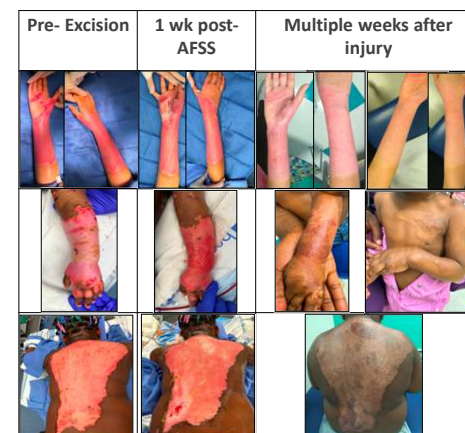 Pre- Excision
1 wk post-
AFSS
Multiple weeks after
injury